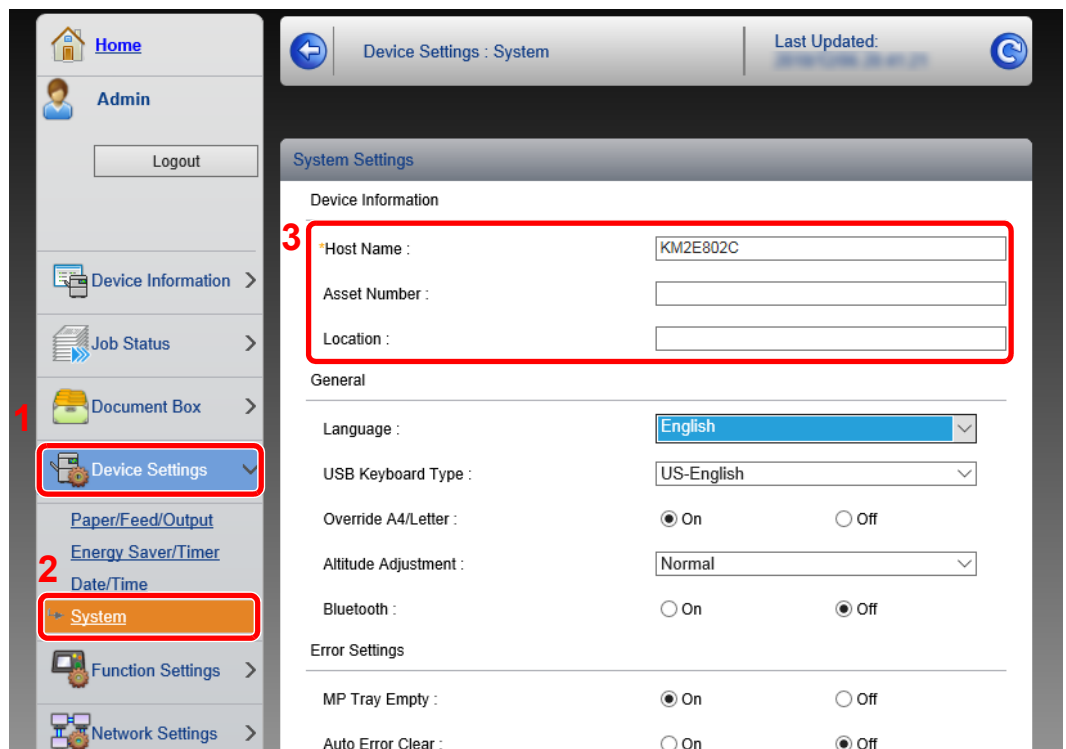 Home
Admin
Logout
Device Information
Job Status
1
Document Box
Device Settings
Paper/Feed/Output
Energy Saver/Timer
2
Date/Time
System
Function Settings
Network Settings
Device Settings : System
Last Updated:
System Settings
Device Information
3
*Host Name : KM2E802C
Asset Number :
Location :
General
Language : English
USB Keyboard Type : US-English
Override A4/Letter : On Off
Altitude Adjustment : Normal
Bluetooth : On Off
Error Settings
MP Tray Empty : On Off
Auto Error Clear : On Off